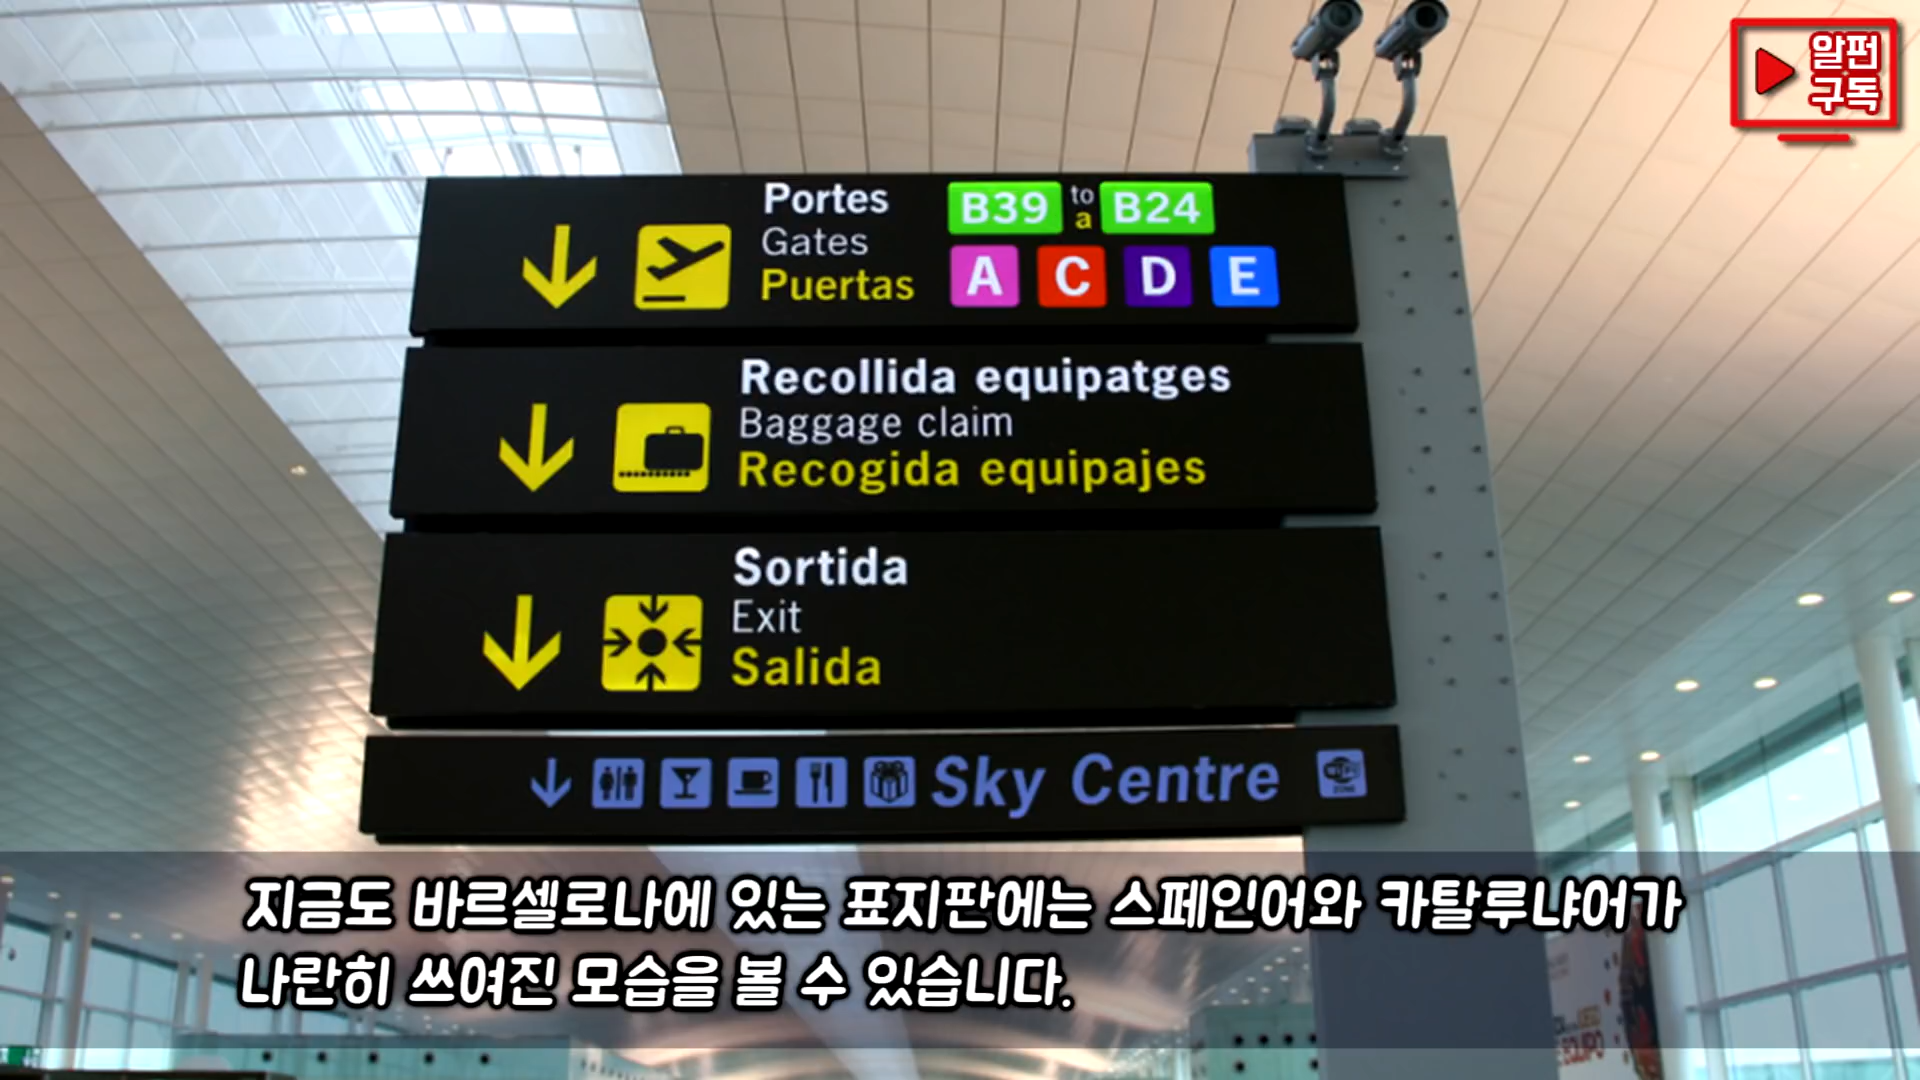 알펀
구독
Portes
Gates
Puertas
B39 to a B24
A C D E
Recollida equipatges
Baggage claim
Recogida equipajes
Sortida
Exit
Salida
Sky Centre
WiFi
ZONE
지금도 바르셀로나에 있는 표지판에는 스페인어와 카탈루냐어가
나란히 쓰여진 모습을 볼 수 있습니다.
EQUIPO